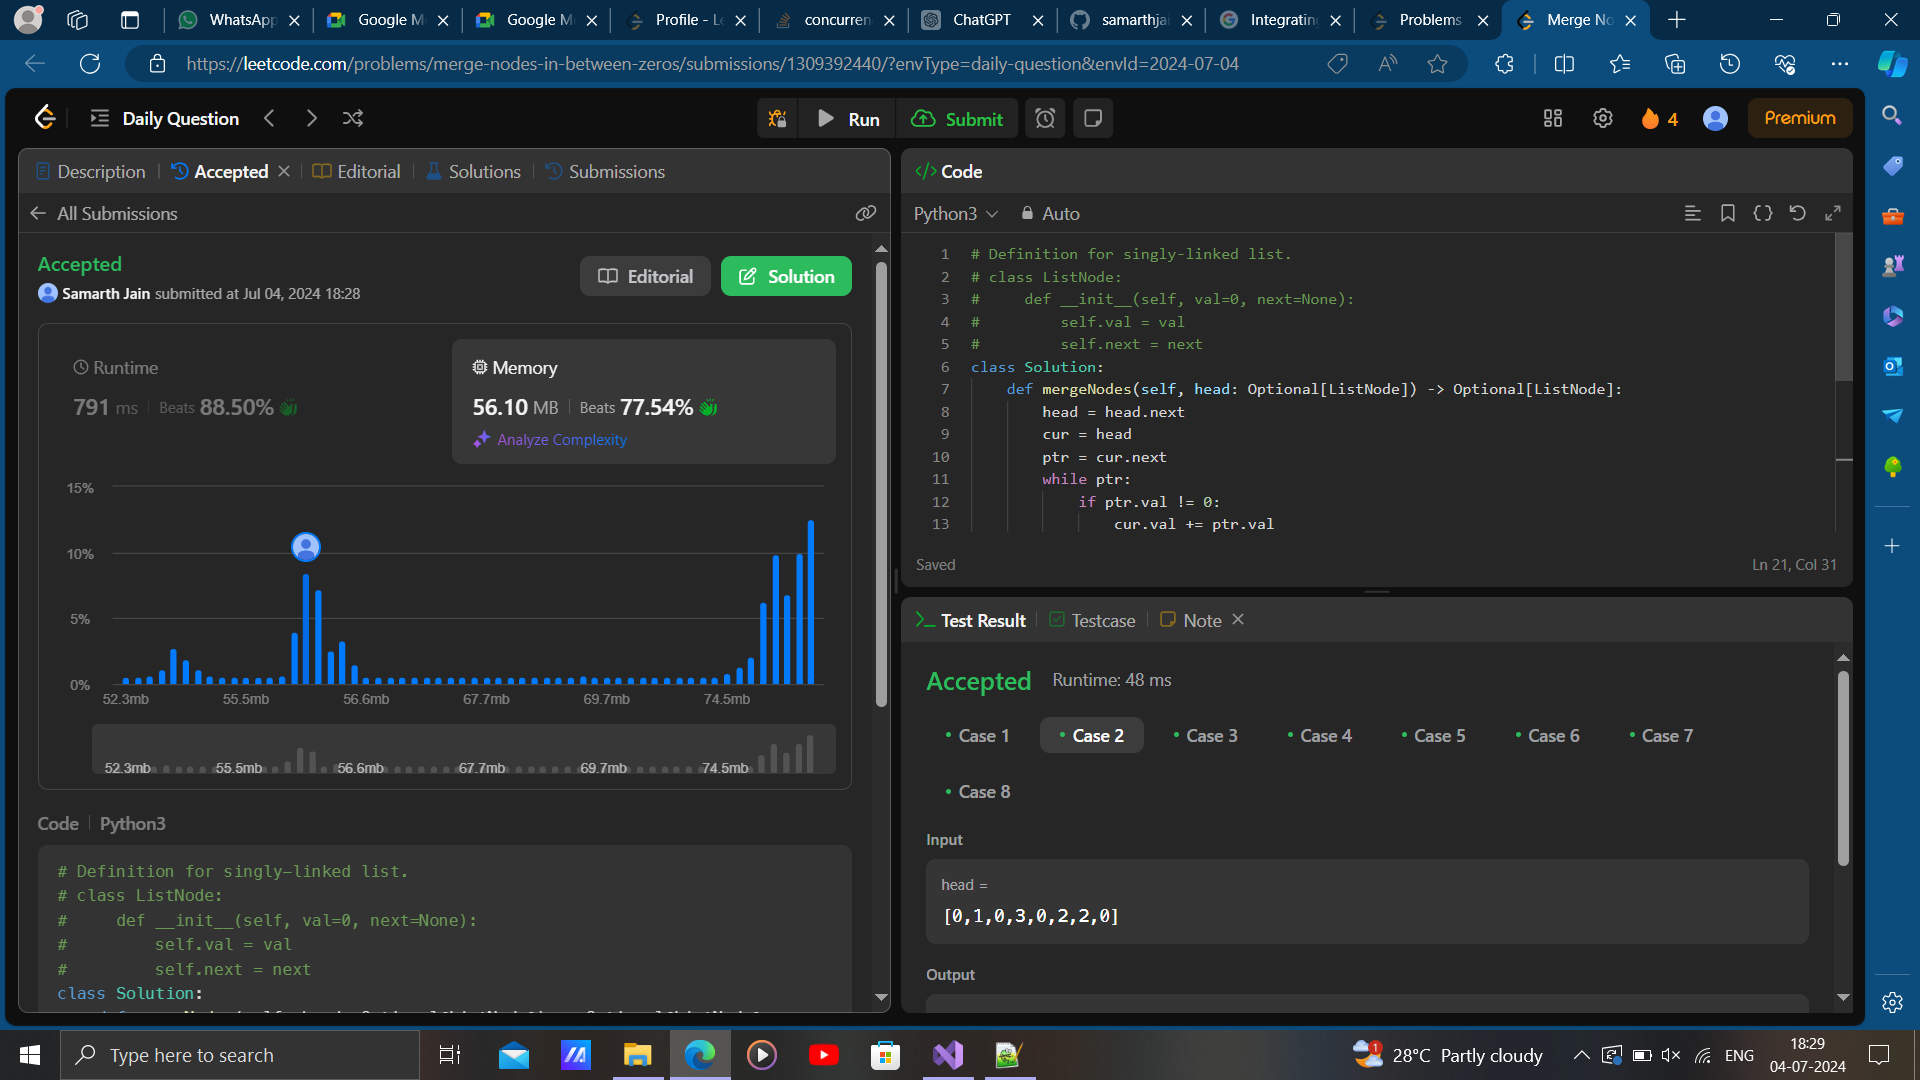 WhatsApp
Google M
Google M
Profile - L
concurren
ChatGPT
samarthjai
Integratin
Problems
Merge No
https://leetcode.com/problems/merge-nodes-in-between-zeros/submissions/1309392440/?envType=daily-question&envId=2024-07-04
Daily Question
Run
Submit
4
Premium
Description
Accepted
Editorial
Solutions
Submissions
All Submissions
Accepted
Samarth Jain submitted at Jul 04, 2024 18:28
Editorial
Solution
Runtime
791 ms | Beats 88.50%
Memory
56.10 MB | Beats 77.54%
Analyze Complexity
15%
10%
5%
0%
52.3mb 55.5mb 56.6mb 67.7mb 69.7mb 74.5mb
52.3mb 55.5mb 56.6mb 67.7mb 69.7mb 74.5mb
Code | Python3
# Definition for singly-linked list.
# class ListNode:
#     def __init__(self, val=0, next=None):
#         self.val = val
#         self.next = next
class Solution:
</> Code
Python3
Auto
1 # Definition for singly-linked list.
2 # class ListNode:
3 #     def __init__(self, val=0, next=None):
4 #         self.val = val
5 #         self.next = next
6 class Solution:
7     def mergeNodes(self, head: Optional[ListNode]) -> Optional[ListNode]:
8         head = head.next
9         cur = head
10         ptr = cur.next
11         while ptr:
12             if ptr.val != 0:
13                 cur.val += ptr.val
Saved
Ln 21, Col 31
Test Result
Testcase
Note
Accepted
Runtime: 48 ms
Case 1
Case 2
Case 3
Case 4
Case 5
Case 6
Case 7
Case 8
Input
head =
[0,1,0,3,0,2,2,0]
Output
Type here to search
1
28°C Partly cloudy
ENG
18:29
04-07-2024